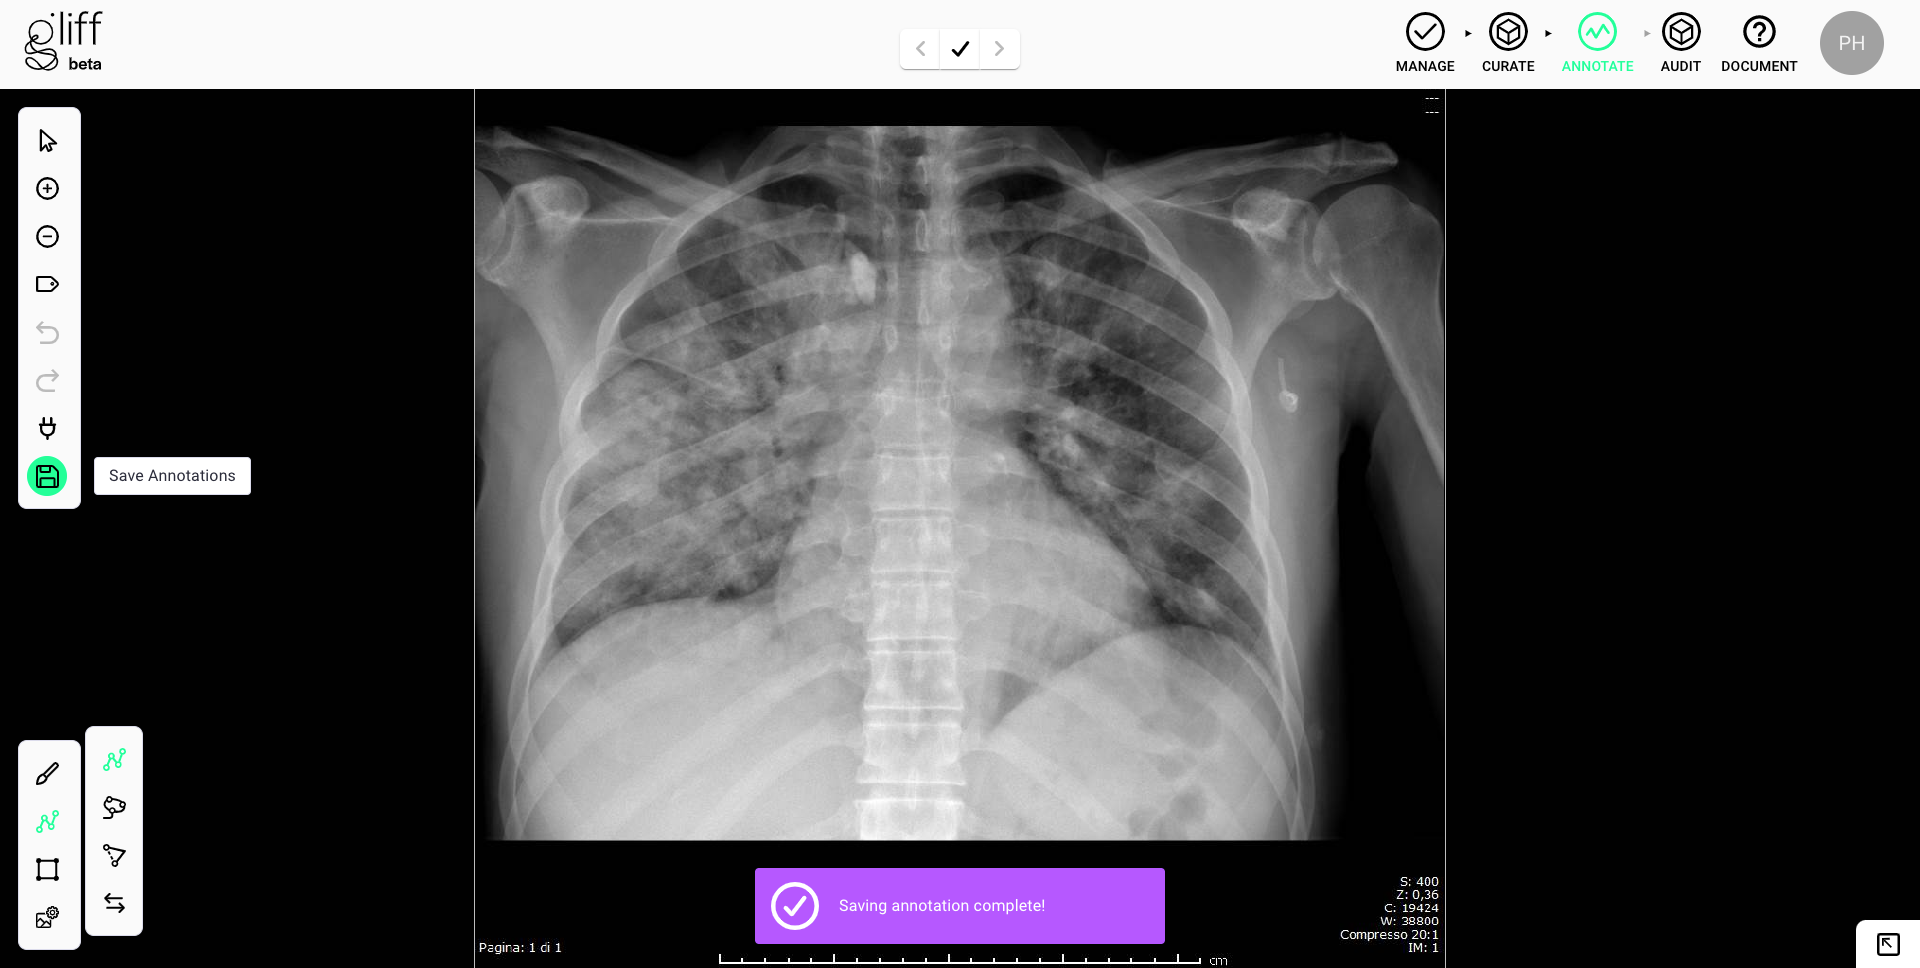 gliff
beta
MANAGE
CURATE
ANNOTATE
AUDIT
DOCUMENT
PH
---
---
Save Annotations
Saving annotation complete!
S: 400
Z: 0,36
C: 19424
W: 38800
Compresso 20:1
IM: 1
Pagina: 1 di 1
cm